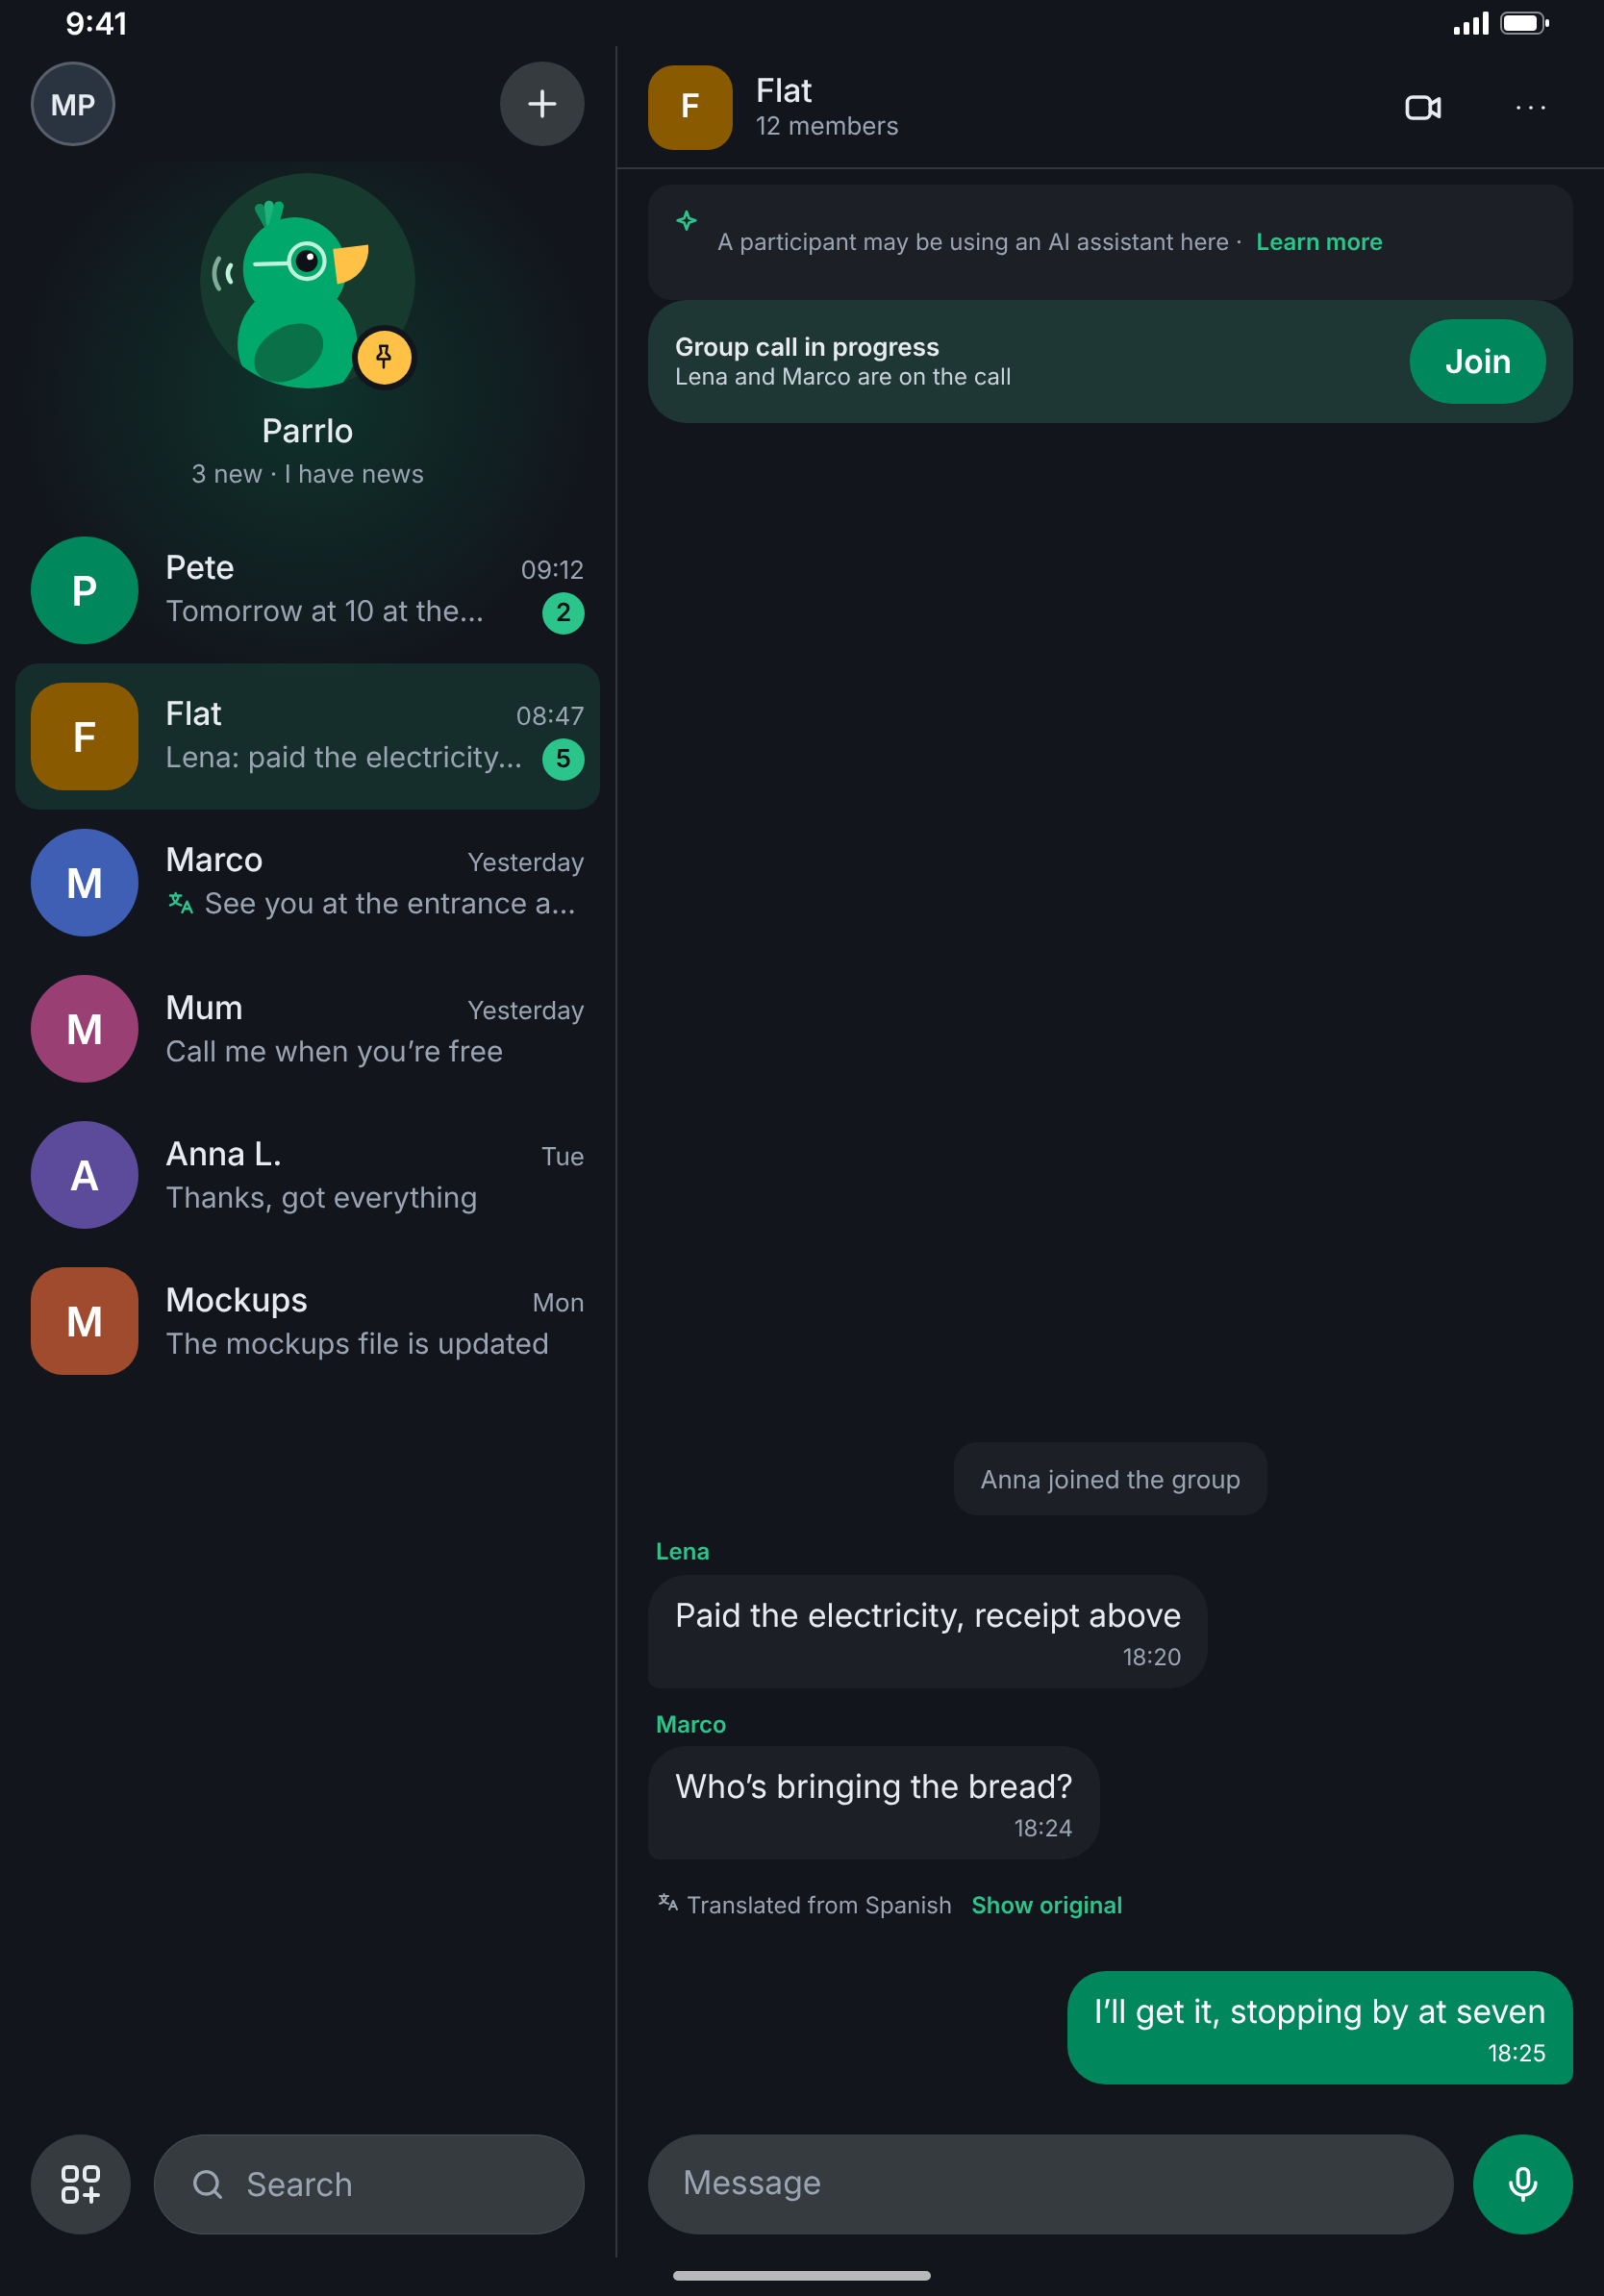 9:41
MP
Parrlo
3 new · I have news
P
Pete
09:12
Tomorrow at 10 at the...
2
F
Flat
08:47
Lena: paid the electricity...
5
M
Marco
Yesterday
See you at the entrance a...
M
Mum
Yesterday
Call me when you’re free
A
Anna L.
Tue
Thanks, got everything
M
Mockups
Mon
The mockups file is updated
Search
F
Flat
12 members
A participant may be using an AI assistant here · Learn more
Group call in progress
Lena and Marco are on the call
Join
Anna joined the group
Lena
Paid the electricity, receipt above
18:20
Marco
Who’s bringing the bread?
18:24
Translated from Spanish Show original
I’ll get it, stopping by at seven
18:25
Message